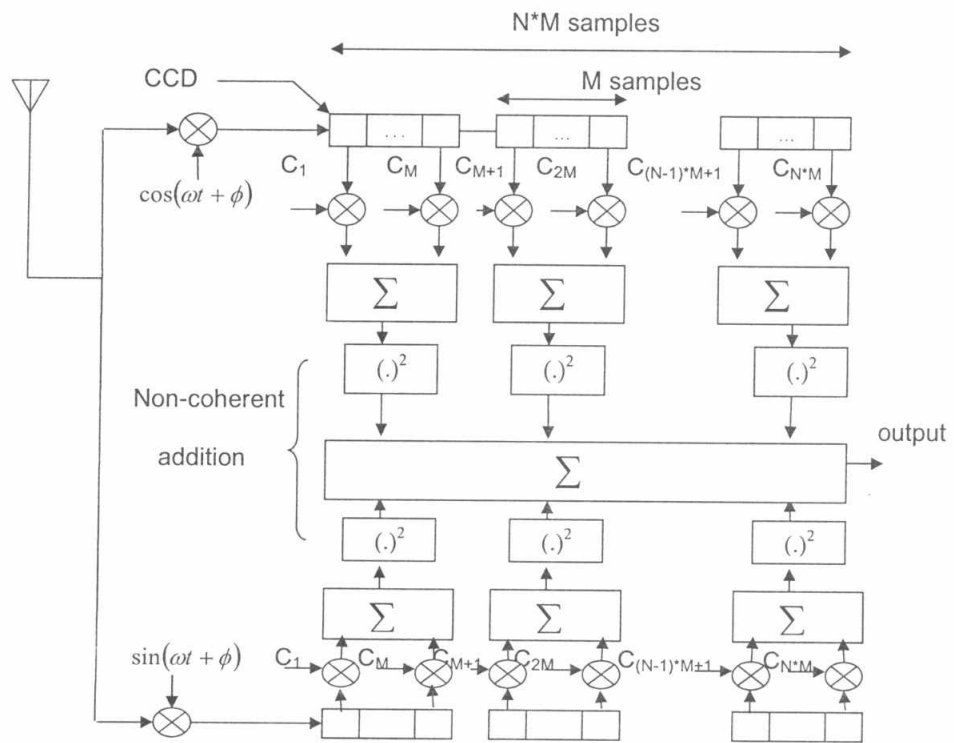 N*M samples
CCD
M samples
... ... ...
C1 CM CM+1 C2M C(N-1)*M+1 CN*M
cos(ωt + ϕ)
Σ Σ Σ
(.)² (.)² (.)²
Non-coherent
addition
Σ
output
(.)² (.)² (.)²
Σ Σ Σ
sin(ωt + ϕ)
C1 CM CM+1 C2M C(N-1)*M+1 CN*M